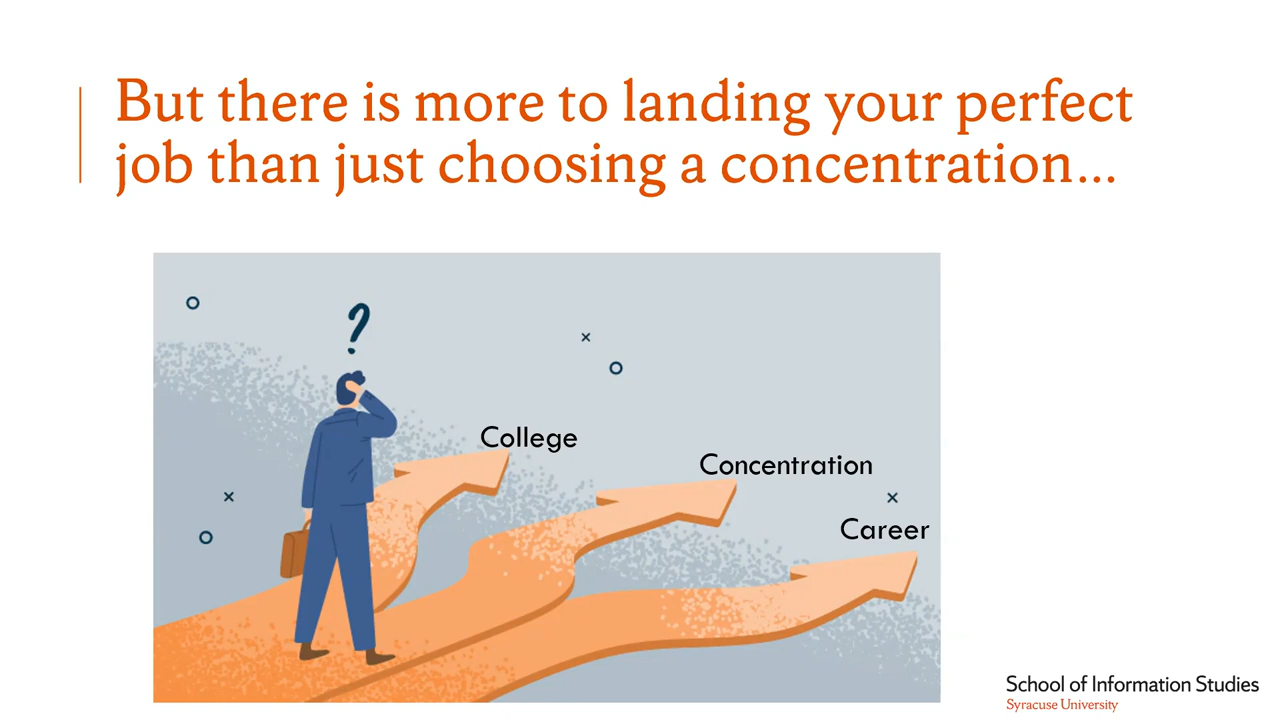 But there is more to landing your perfect
job than just choosing a concentration...
?
College
Concentration
Career
School of Information Studies
Syracuse University